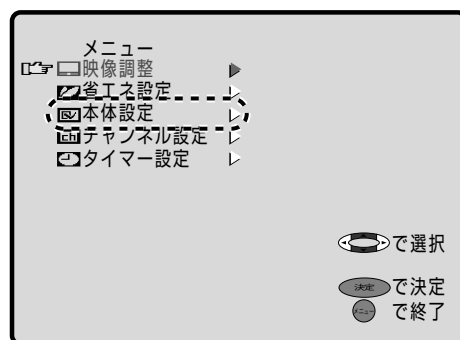 メニュー
映像調整
省エネ設定
本体設定
chチャンネル設定
タイマー設定
で選択
決定で決定
メニューで終了